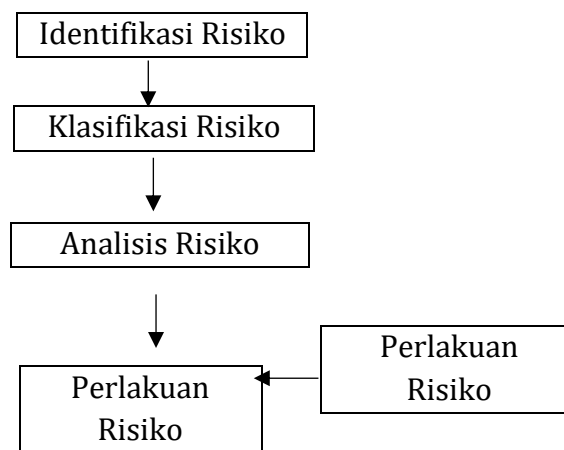 Identifikasi Risiko
Klasifikasi Risiko
Analisis Risiko
Perlakuan
Risiko
Perlakuan
Risiko